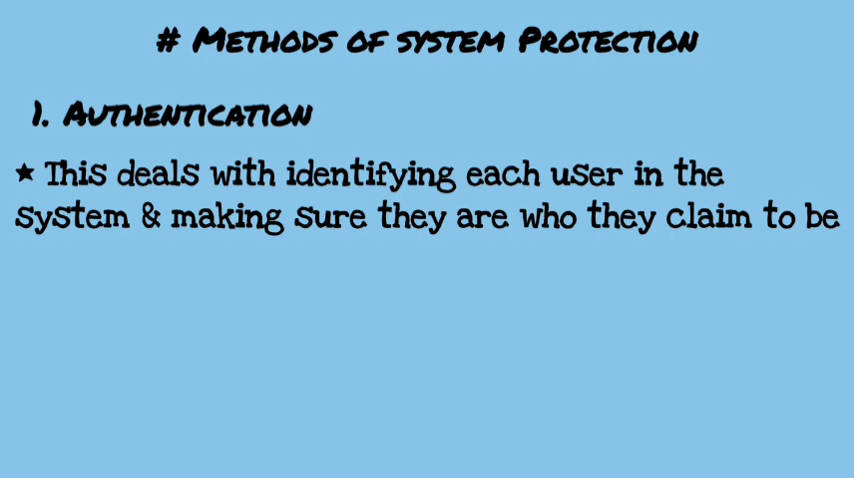 # Methods of system Protection
1. Authentication
★ This deals with identifying each user in the
system & making sure they are who they claim to be